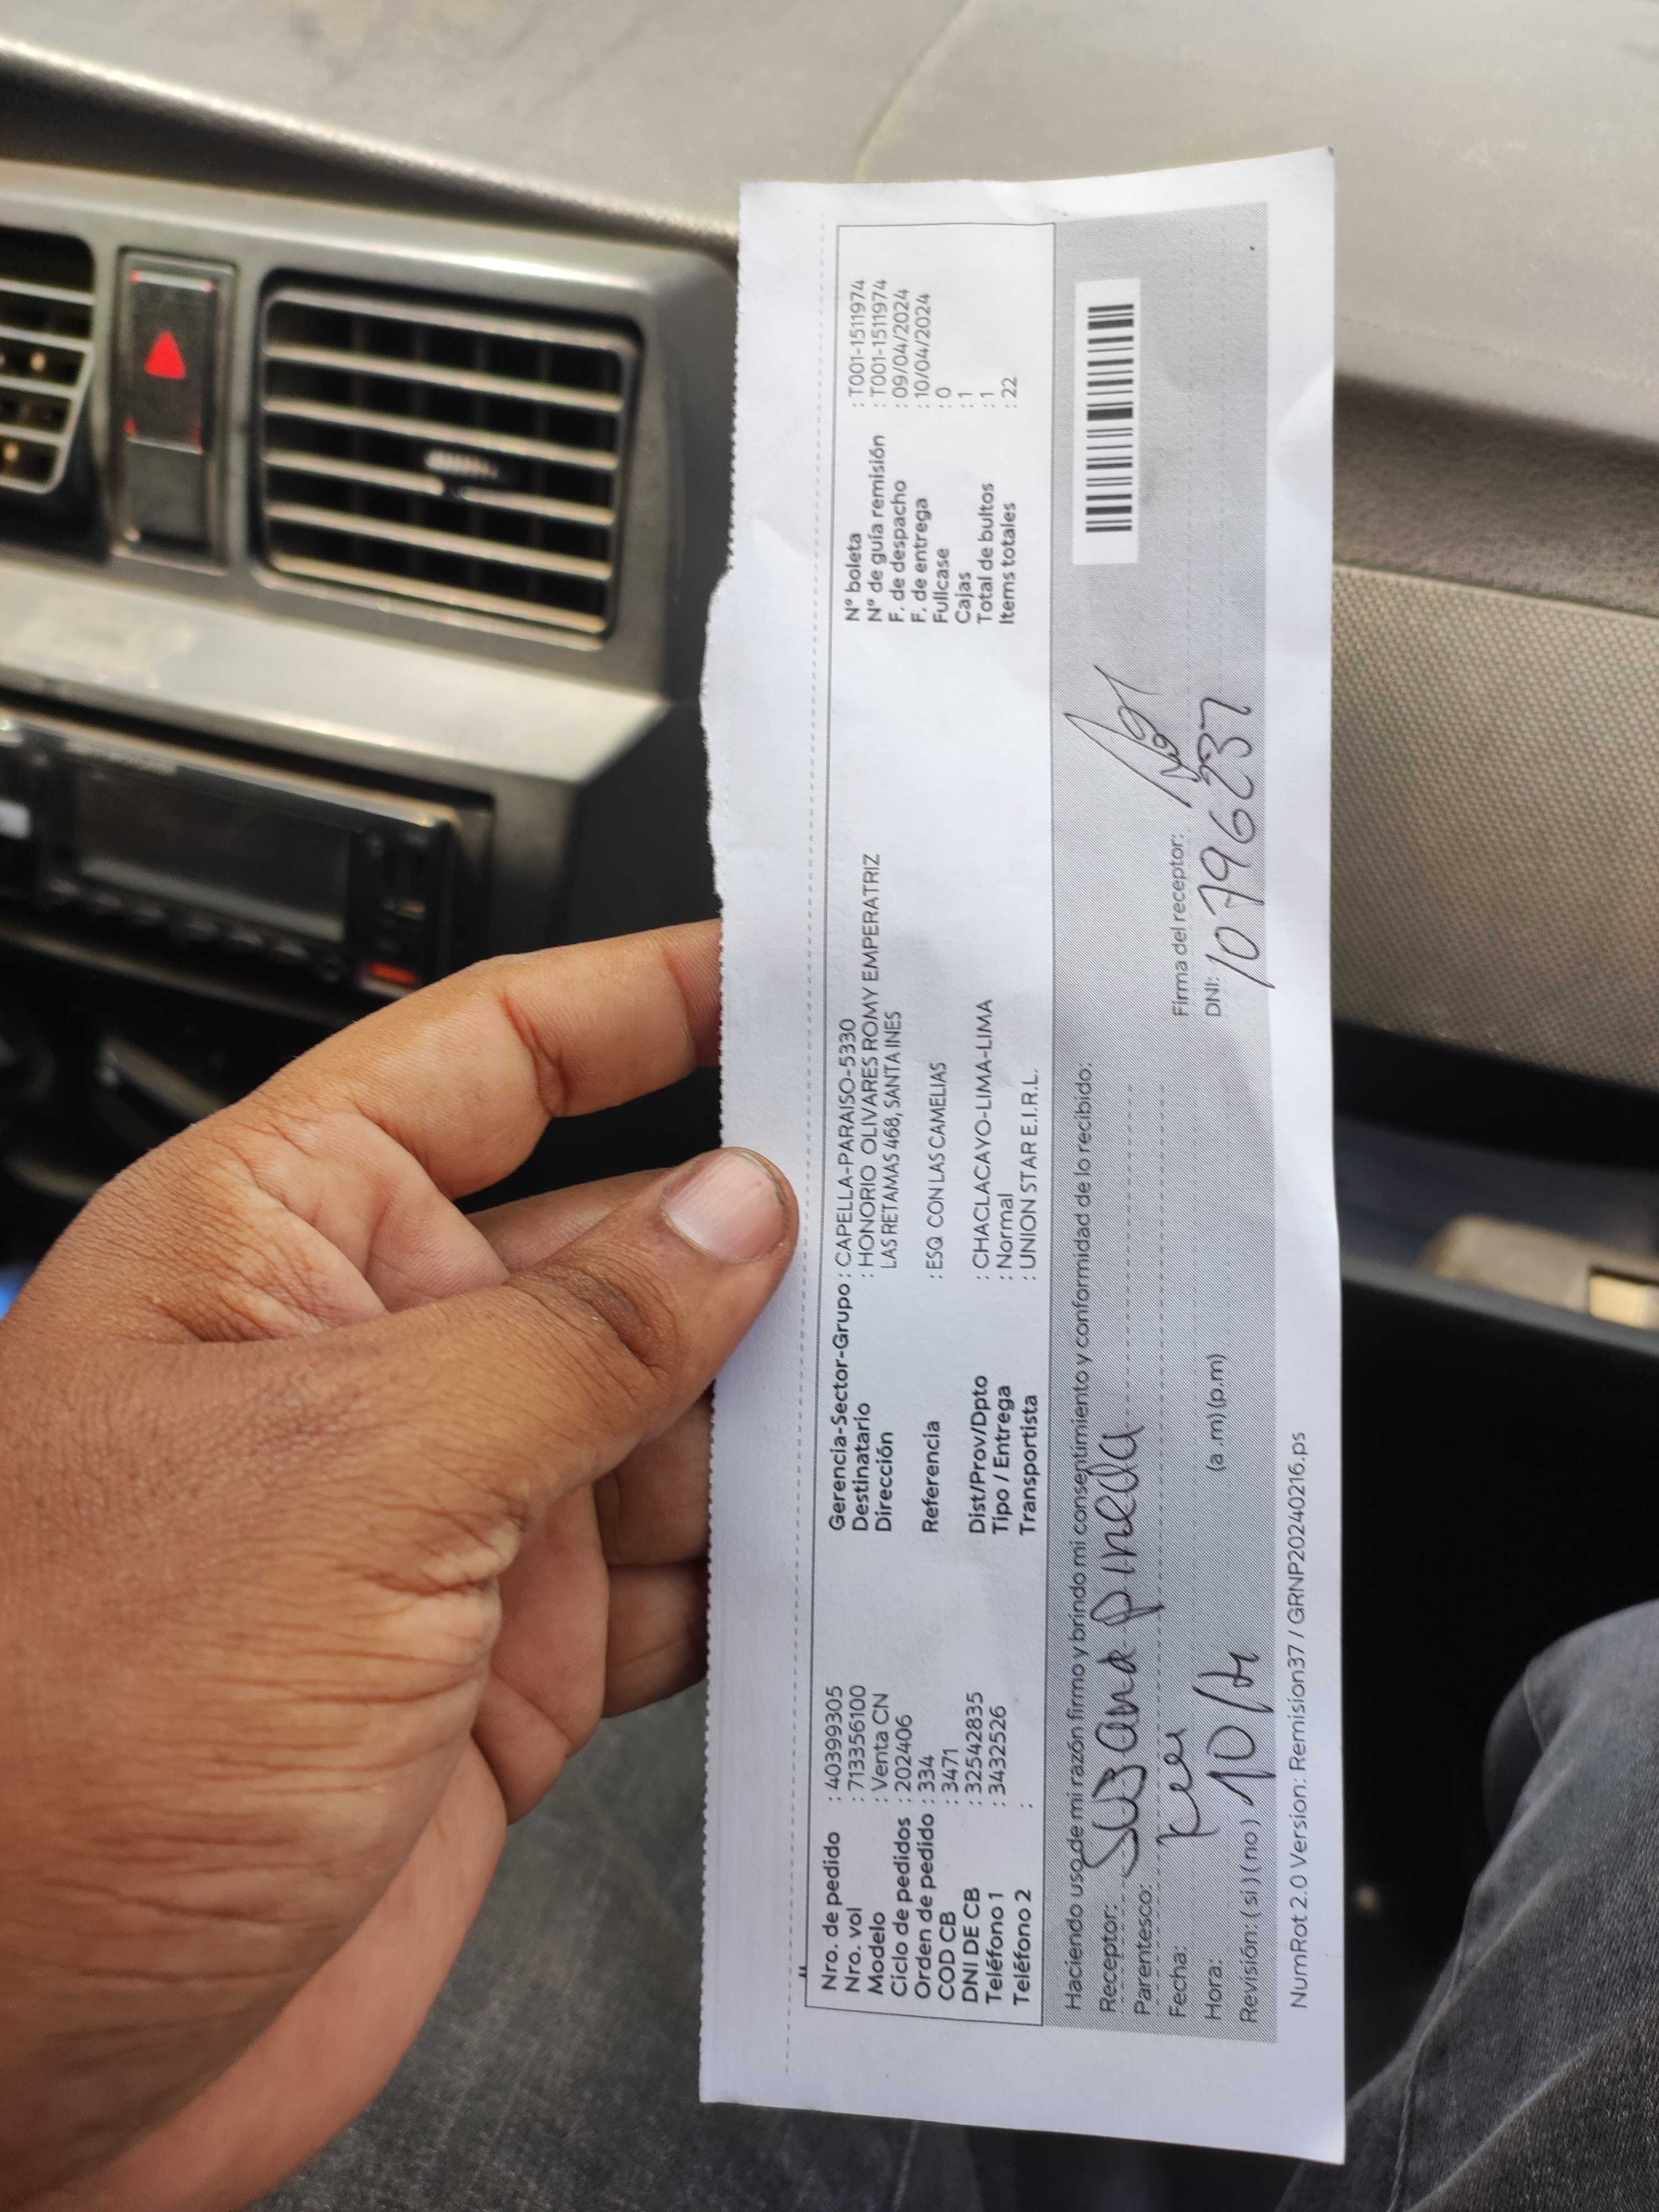 Nro. de pedido : 40399305
Nro. vol : 713356100
Modelo : Venta CN
Ciclo de pedidos : 202406
Orden de pedido : 334
COD CB : 3471
DNI DE CB : 32542835
Teléfono 1 : 3432526
Teléfono 2 :
Gerencia-Sector-Grupo : CAPELLA-PARAISO-5330
Destinatario : HONORIO OLIVARES ROMY EMPERATRIZ
Dirección LAS RETAMAS 468, SANTA INES
Referencia : ESQ CON LAS CAMELIAS
Dist/Prov/Dpto : CHACLACAYO-LIMA-LIMA
Tipo / Entrega : Normal
Transportista : UNION STAR E.I.R.L.
N° boleta : T001-1511974
N° de guía remisión : T001-1511974
F. de despacho : 09/04/2024
F. de entrega : 10/04/2024
Fullcase : 0
Cajas : 1
Total de bultos : 1
Items totales : 22
Haciendo uso de mi razón firmo y brindo mi consentimiento y conformidad de lo recibido:
Receptor: Susana pineda
Parentesco:
Fecha:
Hora: (a.m) (p.m)
Revisión: ( si ) ( no ) 10/4
Firma del receptor:
DNI: 10796237
NumRot 2.0 Version: Remision37 / GRNP20240216.ps